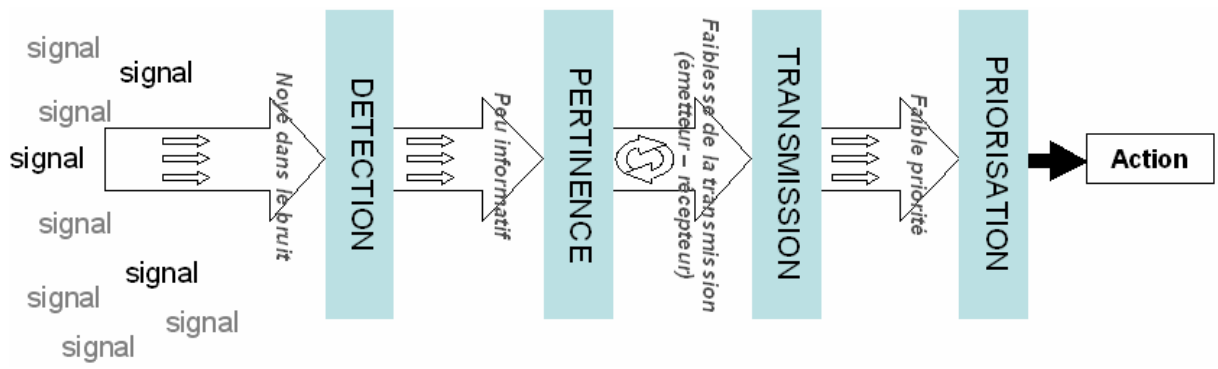 signal
signal
signal
signal
signal
signal
signal
signal
signal
Noyé dans le bruit
DETECTION
Peu informatif
PERTINENCE
Faiblesse de la transmission
(émetteur – récepteur)
TRANSMISSION
Faible priorité
PRIORISATION
Action